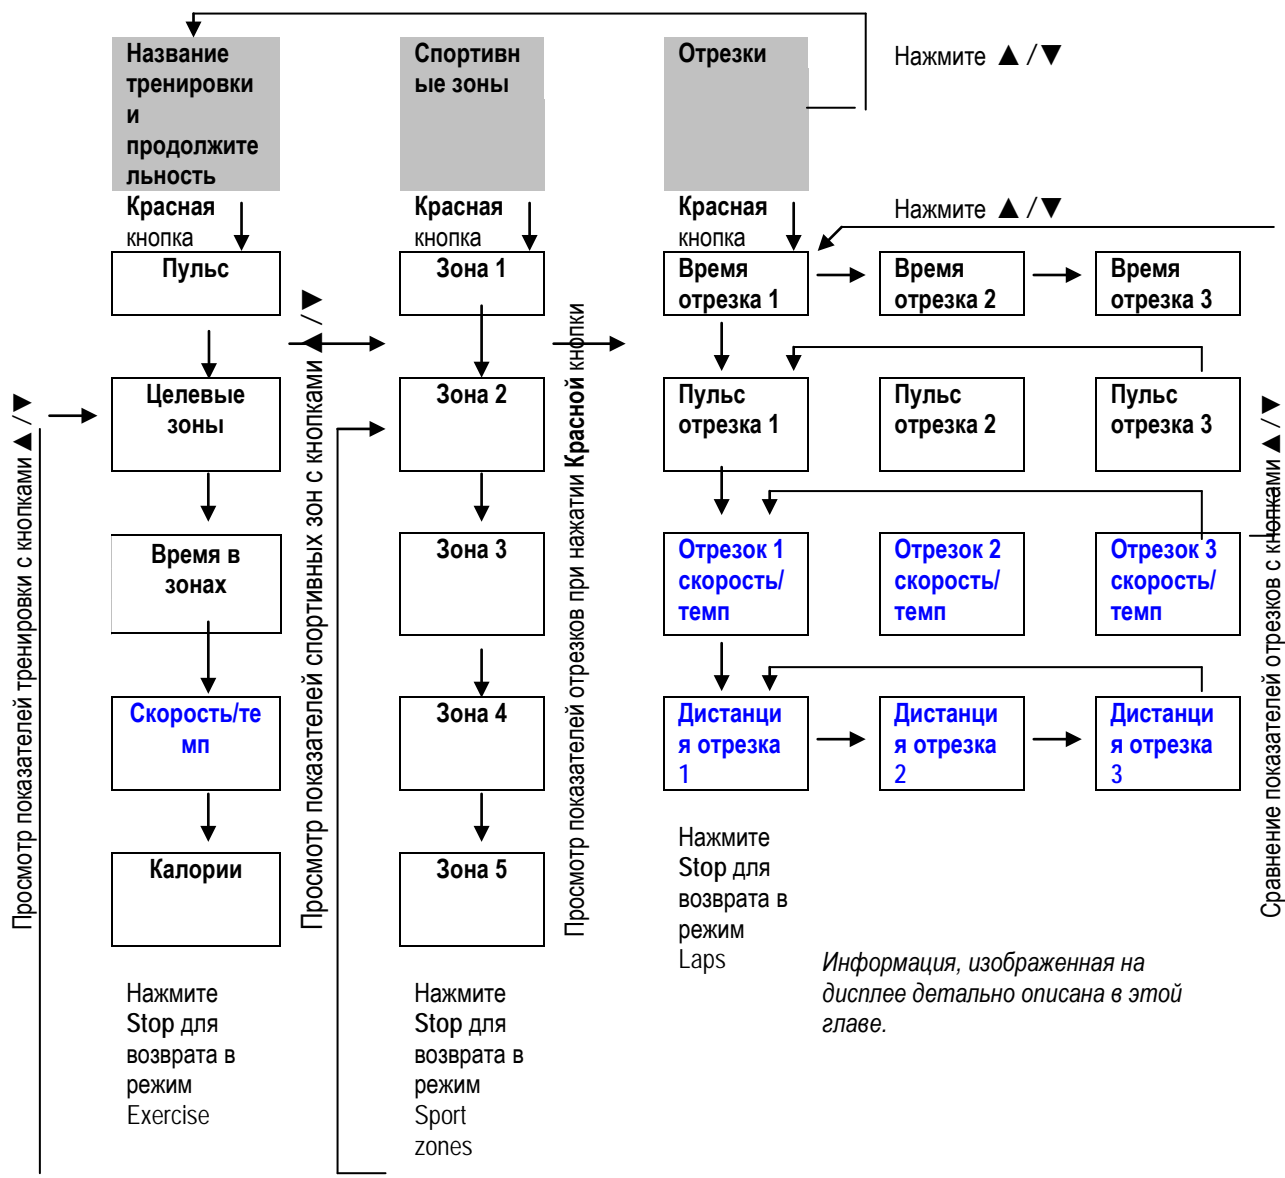 Название
тренировки
и
продолжите
льность
Спортивн
ые зоны
Отрезки
Нажмите ▲ / ▼
Красная
кнопка
Красная
кнопка
Красная
кнопка
Нажмите ▲ / ▼
Просмотр показателей тренировки с кнопками ▲ / ▼
Пульс
Целевые
зоны
Время в
зонах
Скорость/те
мп
Калории
Нажмите
Stop для
возврата в
режим
Exercise
Просмотр показателей спортивных зон с кнопками ▲ / ▼
Зона 1
Зона 2
Зона 3
Зона 4
Зона 5
Нажмите
Stop для
возврата в
режим
Sport
zones
Просмотр показателей отрезков при нажатии Красной кнопки
Время
отрезка 1
Время
отрезка 2
Время
отрезка 3
Пульс
отрезка 1
Пульс
отрезка 2
Пульс
отрезка 3
Отрезок 1
скорость/
темп
Отрезок 2
скорость/
темп
Отрезок 3
скорость/
темп
Дистанци
я отрезка
1
Дистанци
я отрезка
2
Дистанци
я отрезка
3
Нажмите
Stop для
возврата в
режим
Laps
Сравнение показателей отрезков с кнопками ▲ / ▼
Информация, изображенная на
дисплее детально описана в этой
главе.